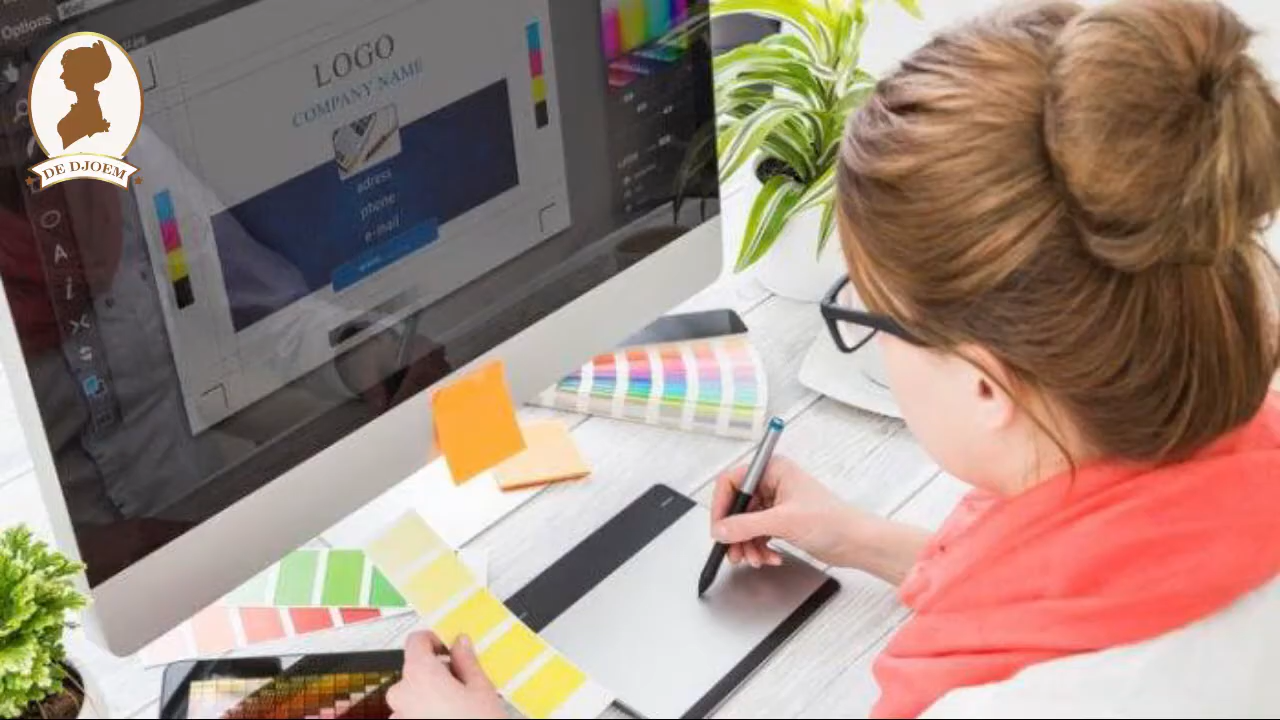 Options
DE DJOEM
LOGO
COMPANY NAME
adress
phone
e-mail